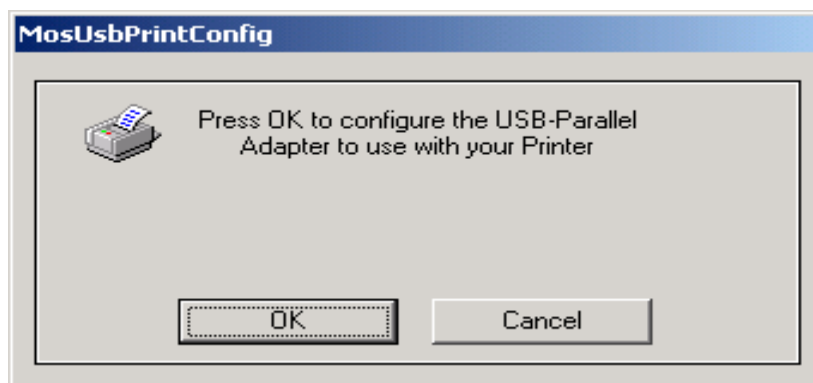 MosUsbPrintConfig
Press OK to configure the USB-Parallel
Adapter to use with your Printer
OK
Cancel